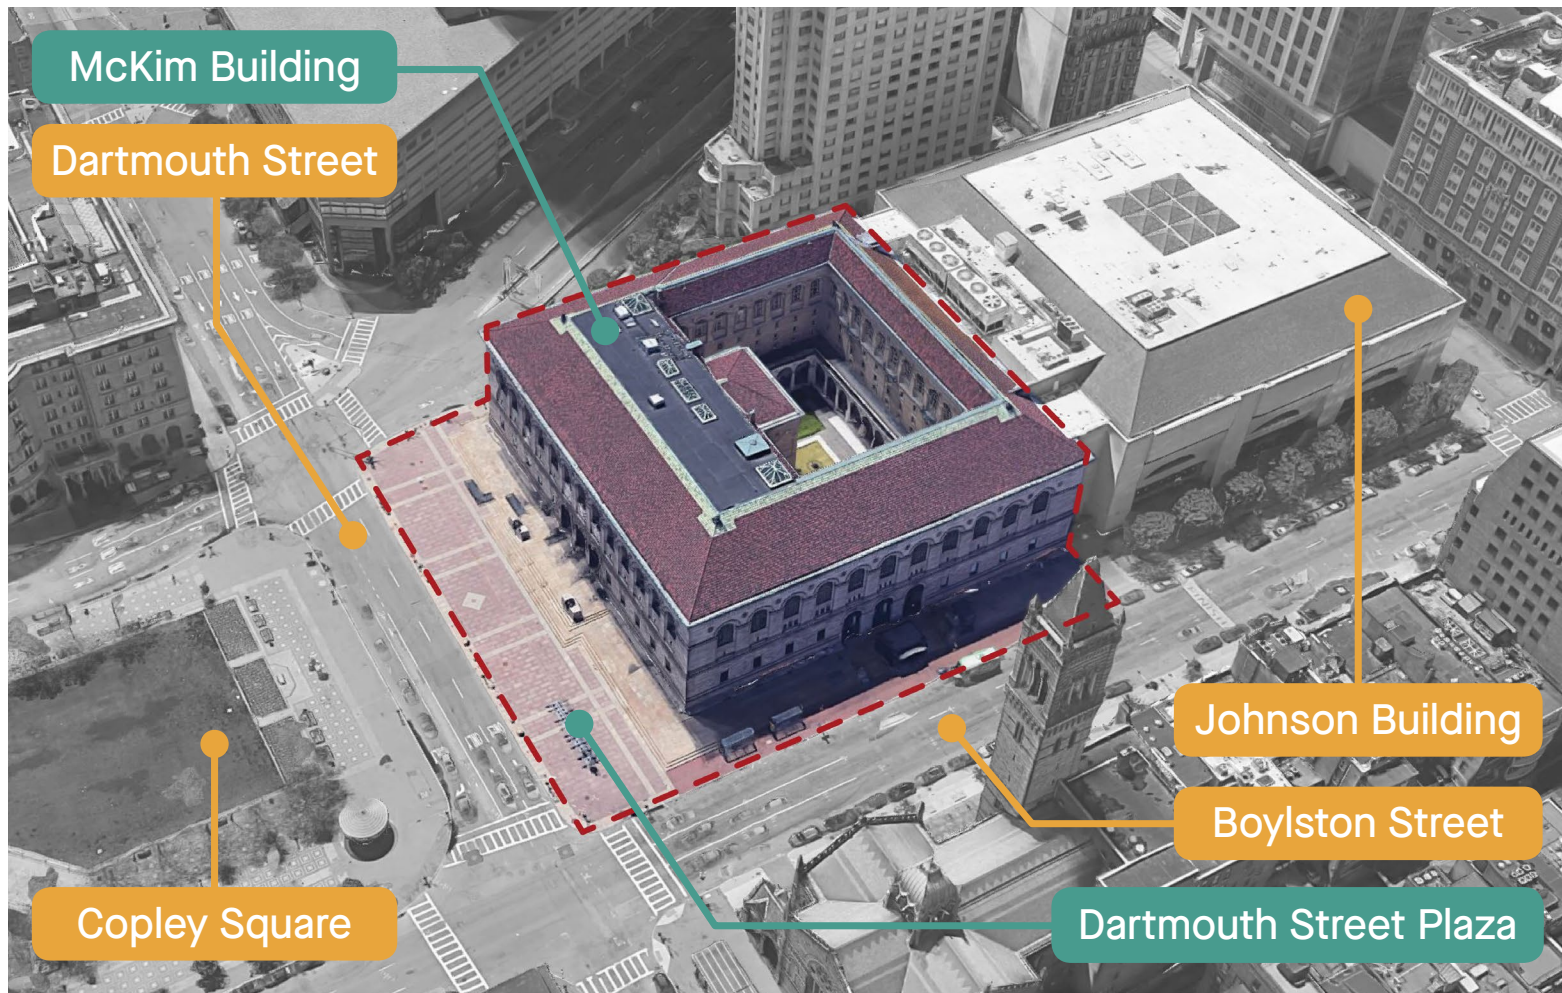 McKim Building
Dartmouth Street
Johnson Building
Boylston Street
Copley Square
Dartmouth Street Plaza